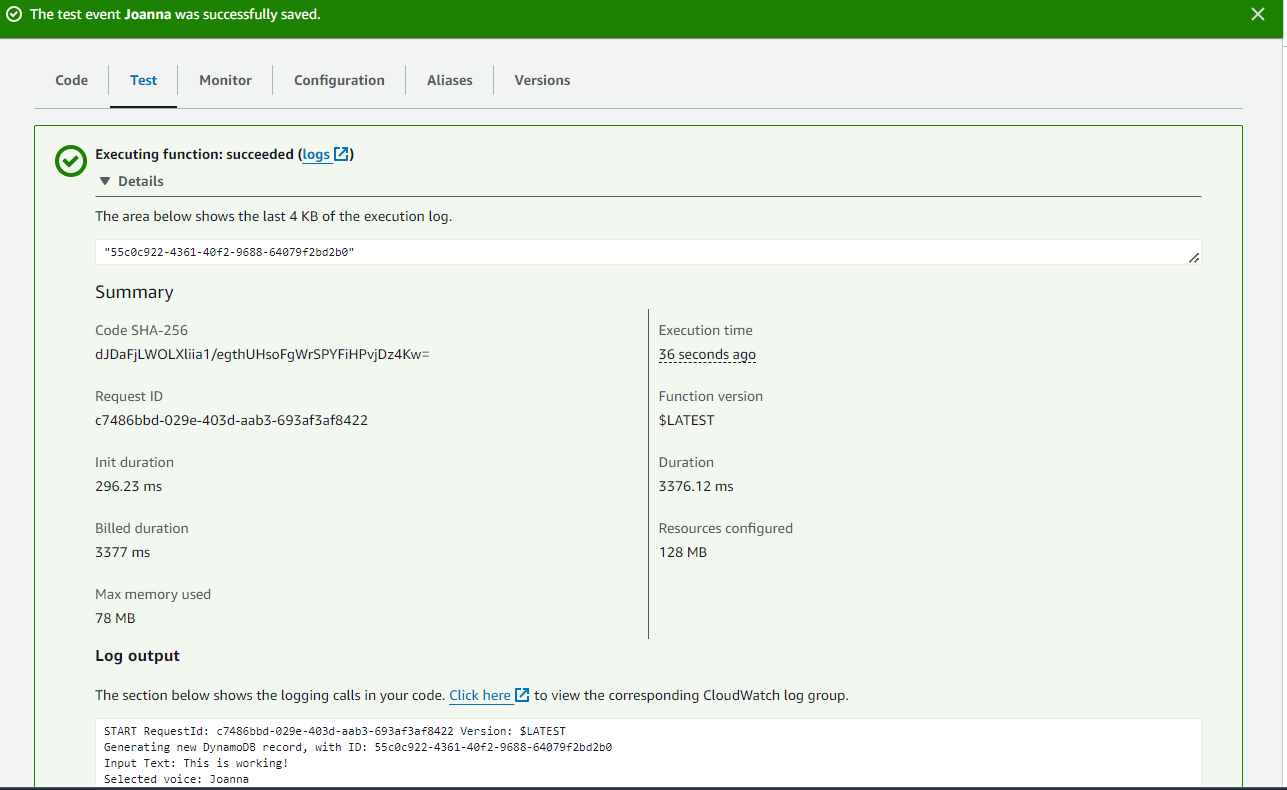 The test event Joanna was successfully saved.
Code Test Monitor Configuration Aliases Versions
Executing function: succeeded (logs)
Details
The area below shows the last 4 KB of the execution log.
"55c0c922-4361-40f2-9688-64079f2bd2b0"
Summary
Code SHA-256
dJDaFjLWOLXliia1/egthUHsoFgWrSPYFiHPvjDz4Kw=
Execution time
36 seconds ago
Request ID
c7486bbd-029e-403d-aab3-693af3af8422
Function version
$LATEST
Init duration
296.23 ms
Duration
3376.12 ms
Billed duration
3377 ms
Resources configured
128 MB
Max memory used
78 MB
Log output
The section below shows the logging calls in your code. Click here to view the corresponding CloudWatch log group.
START RequestId: c7486bbd-029e-403d-aab3-693af3af8422 Version: $LATEST
Generating new DynamoDB record, with ID: 55c0c922-4361-40f2-9688-64079f2bd2b0
Input Text: This is working!
Selected voice: Joanna